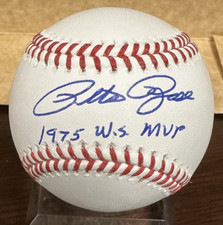 Pete Rose
1975 W.S. MVP